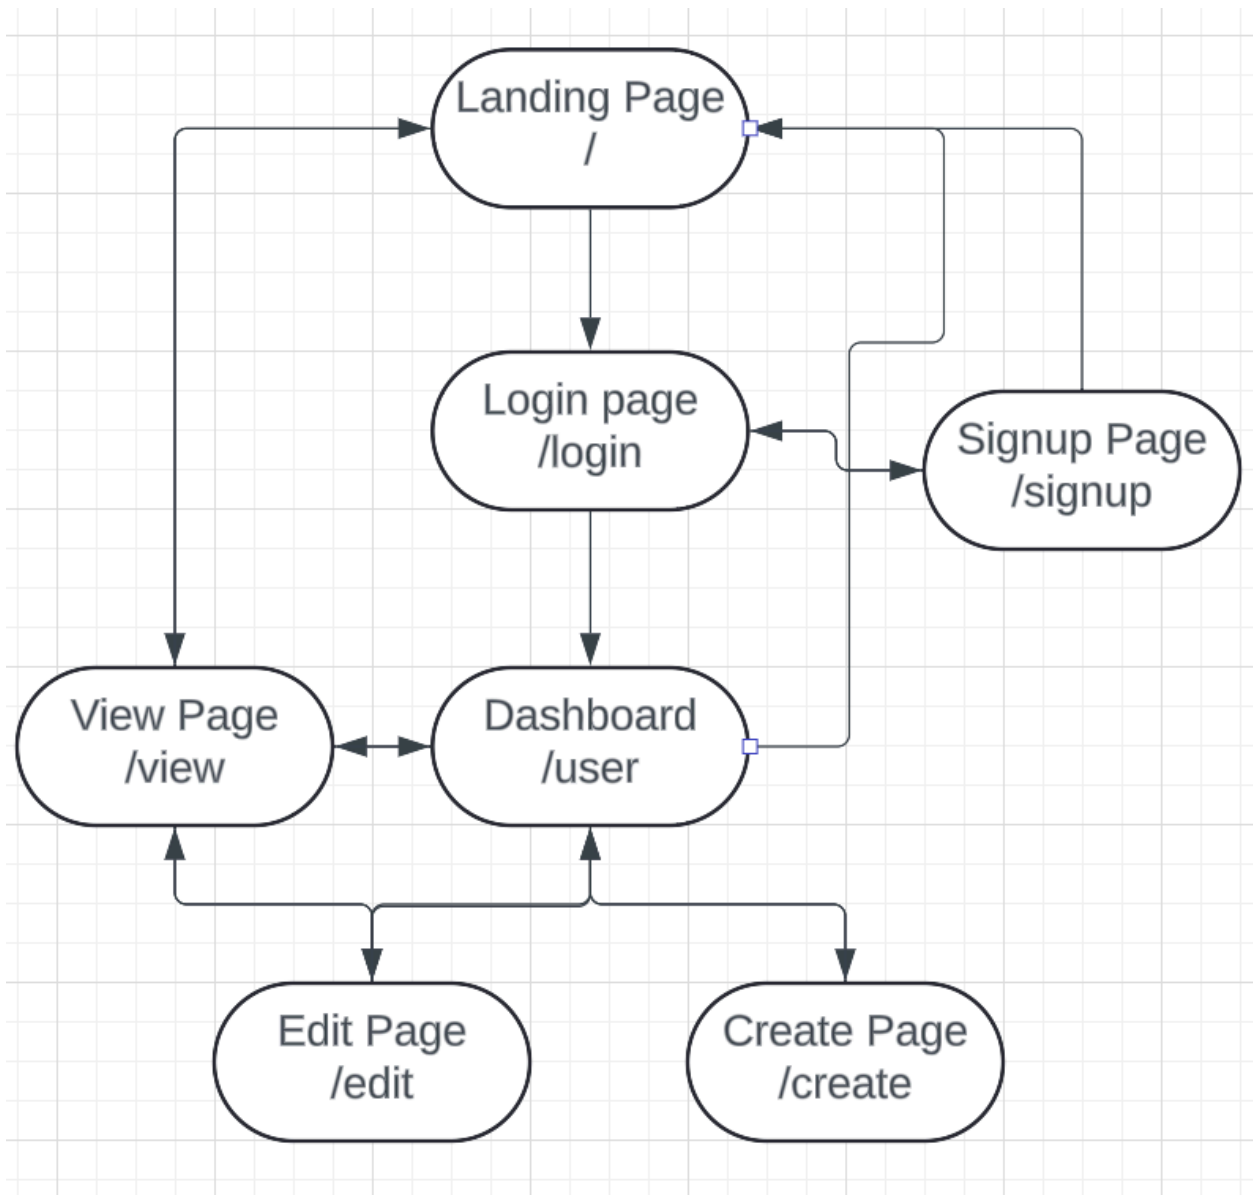 Landing Page
/
Login page
/login
Signup Page
/signup
View Page
/view
Dashboard
/user
Edit Page
/edit
Create Page
/create